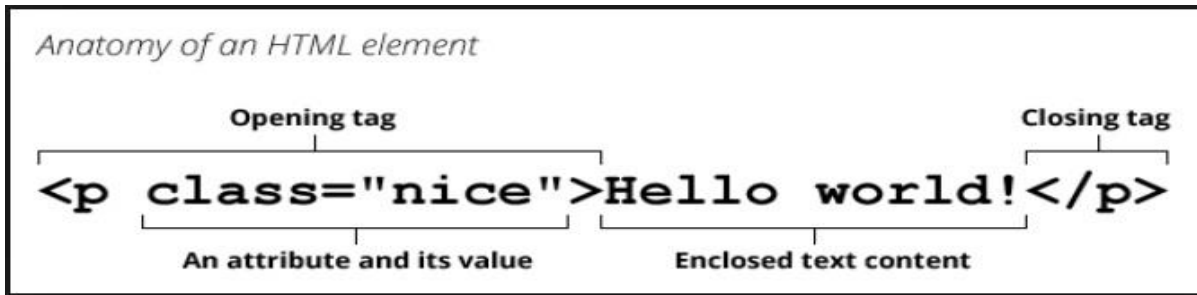 Anatomy of an HTML element
Opening tag
Closing tag
<p class="nice">Hello world!</p>
An attribute and its value
Enclosed text content